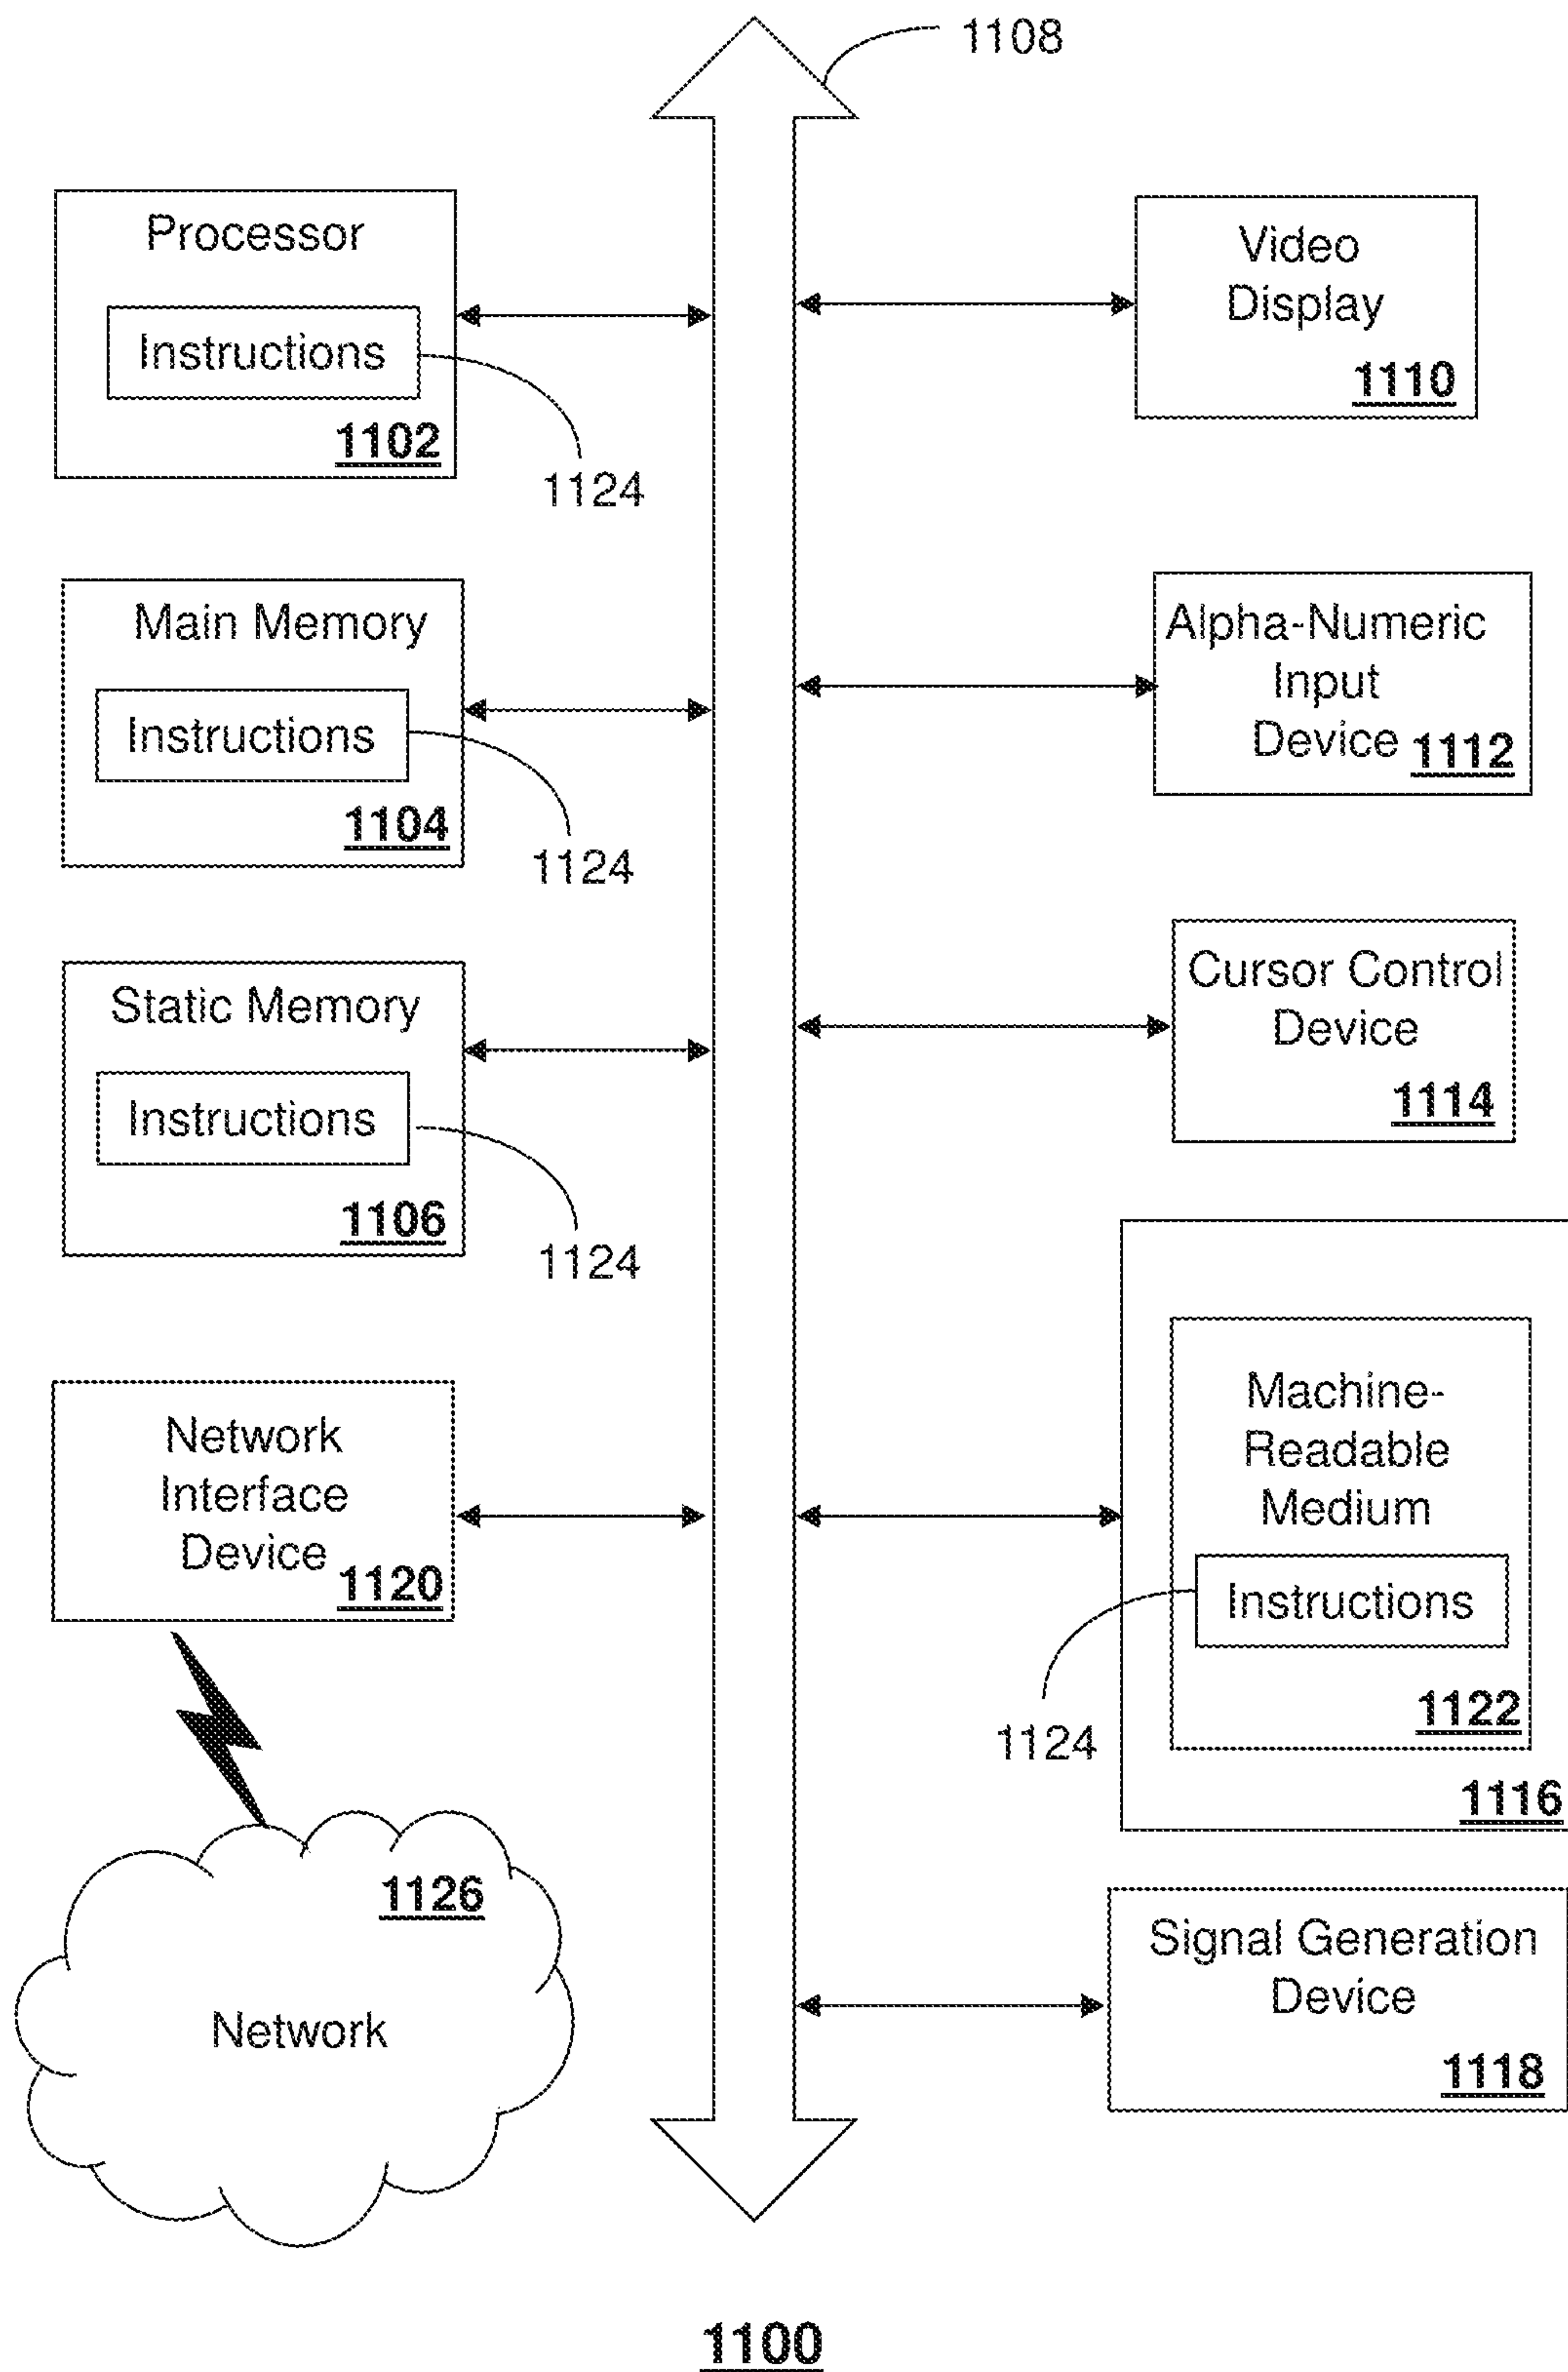 1108
Processor
Instructions
1102
1124
Main Memory
Instructions
1104
1124
Static Memory
Instructions
1106
1124
Network
Interface
Device
1120
1126
Network
Video
Display
1110
Alpha-Numeric
Input
Device 1112
Cursor Control
Device
1114
Machine-
Readable
Medium
Instructions
1124
1122
1116
Signal Generation
Device
1118
1100